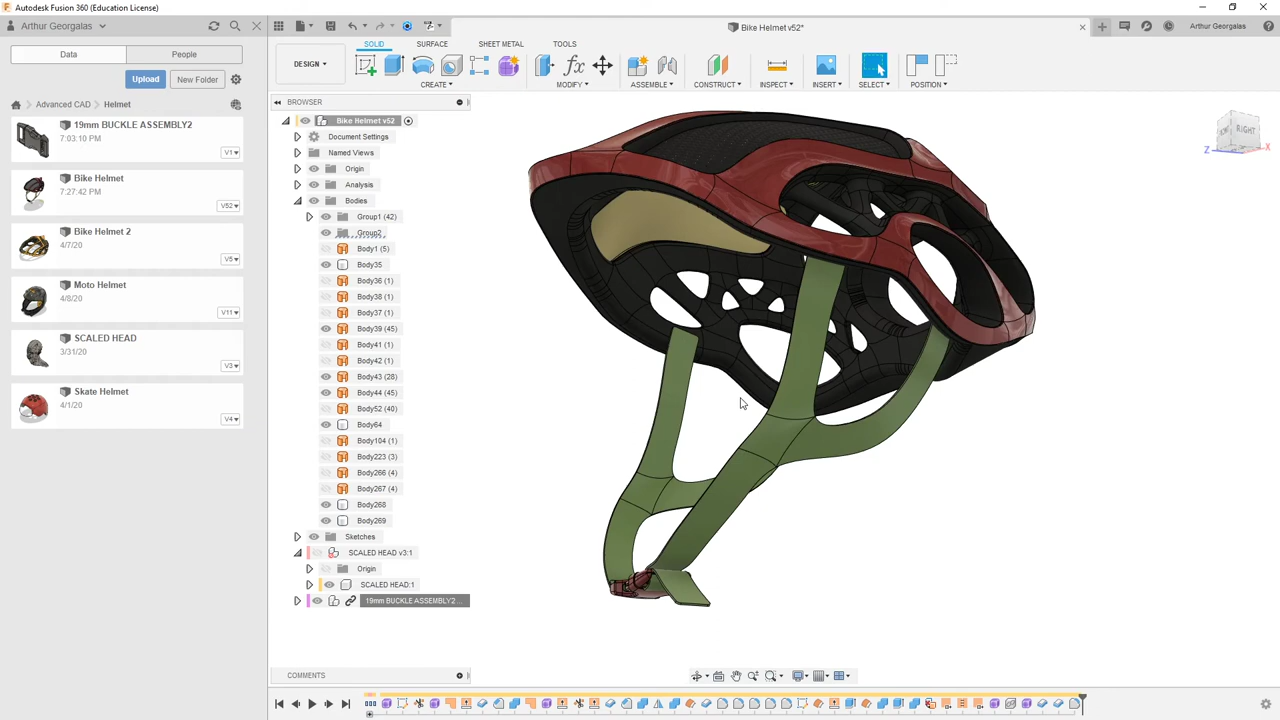 Autodesk Fusion 360 (Education License)
Arthur Georgalas
Bike Helmet v52*
Arthur Georgalas
Data
People
Upload
New Folder
Advanced CAD > Helmet
19mm BUCKLE ASSEMBLY2
7:03:10 PM
V1
Bike Helmet
7:27:42 PM
V52
Bike Helmet 2
4/7/20
V6
Moto Helmet
4/8/20
V11
SCALED HEAD
3/31/20
V3
Skate Helmet
4/1/20
V4
DESIGN
SOLID
SURFACE
SHEET METAL
TOOLS
CREATE
MODIFY
ASSEMBLE
CONSTRUCT
INSPECT
INSERT
SELECT
POSITION
BROWSER
Bike Helmet v52
Document Settings
Named Views
Origin
Analysis
Bodies
Group1 (42)
Group2
Body1 (5)
Body35
Body36 (1)
Body38 (1)
Body37 (1)
Body39 (45)
Body41 (1)
Body42 (1)
Body43 (28)
Body44 (45)
Body52 (40)
Body64
Body104 (1)
Body223 (3)
Body266 (4)
Body267 (4)
Body268
Body269
Sketches
SCALED HEAD v3:1
Origin
SCALED HEAD:1
19mm BUCKLE ASSEMBLY2 ...
RIGHT
Z
X
COMMENTS